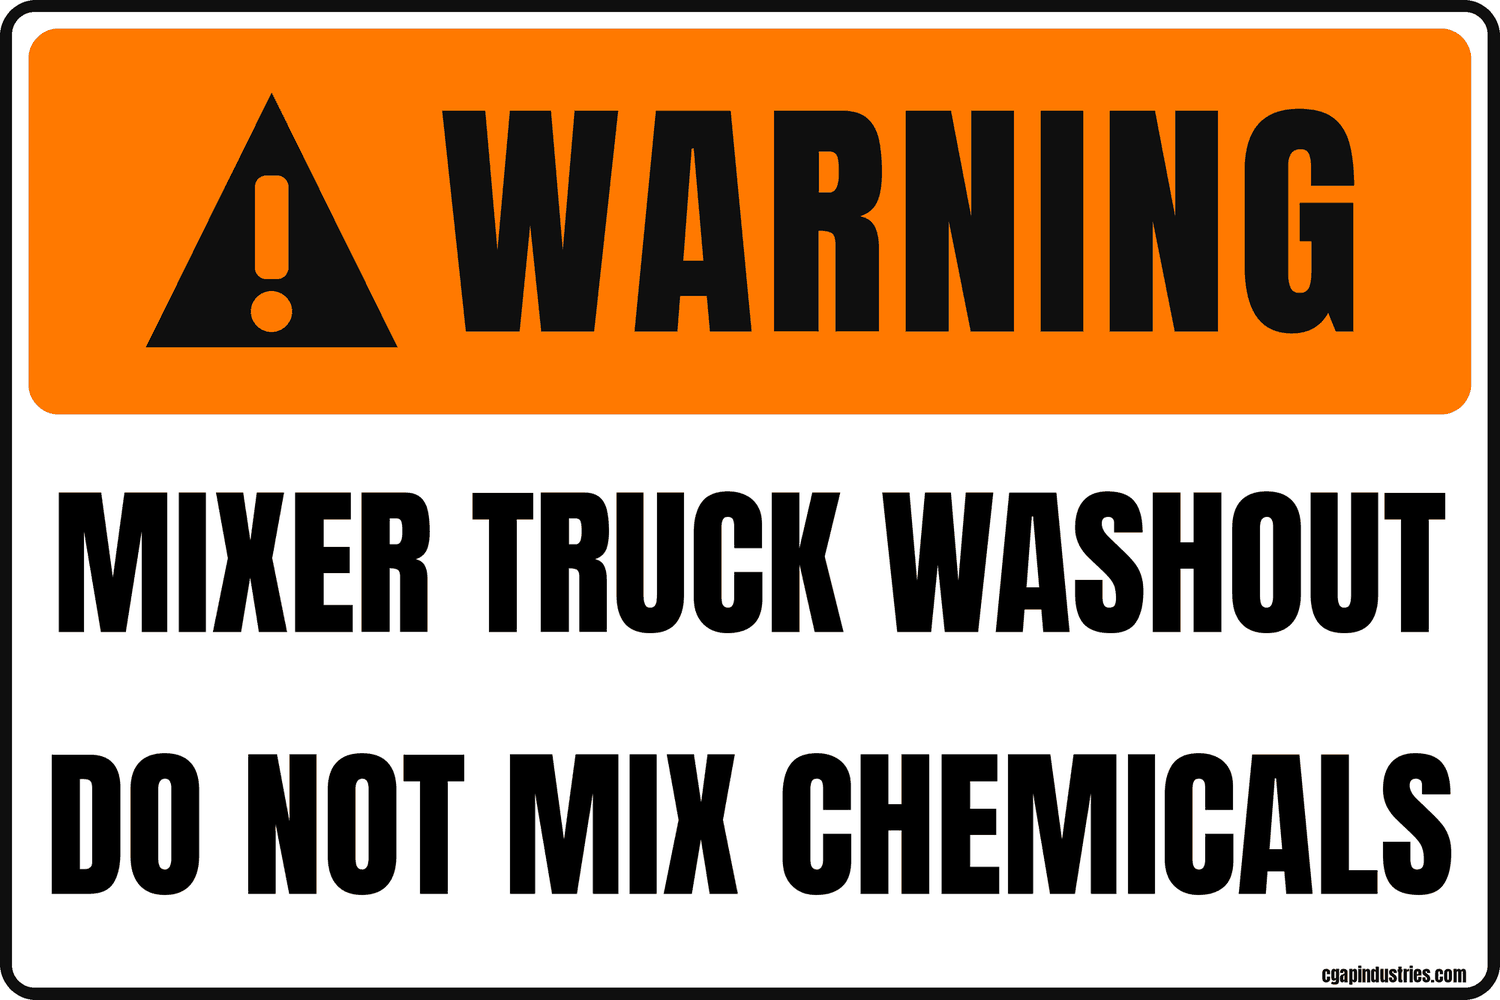 WARNING
MIXER TRUCK WASHOUT
DO NOT MIX CHEMICALS
cgapindustries.com